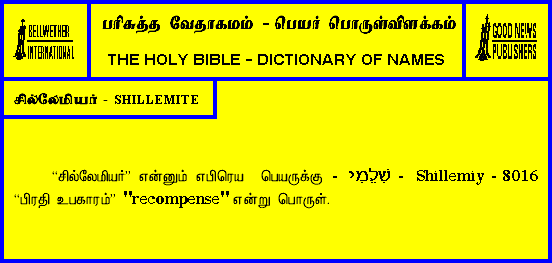 BELLWETHER
INTERNATIONAL
பரிசுத்த வேதாகமம் - பெயர் பொருள்விளக்கம்
THE HOLY BIBLE - DICTIONARY OF NAMES
GOOD NEWS
PUBLISHERS
சில்லேமியர் - SHILLEMITE
“சில்லேமியர்” என்னும் எபிரெய பெயருக்கு - שִׁלֵּמִי - Shillemiy - 8016
“பிரதி உபகாரம்” "recompense" என்று பொருள்.